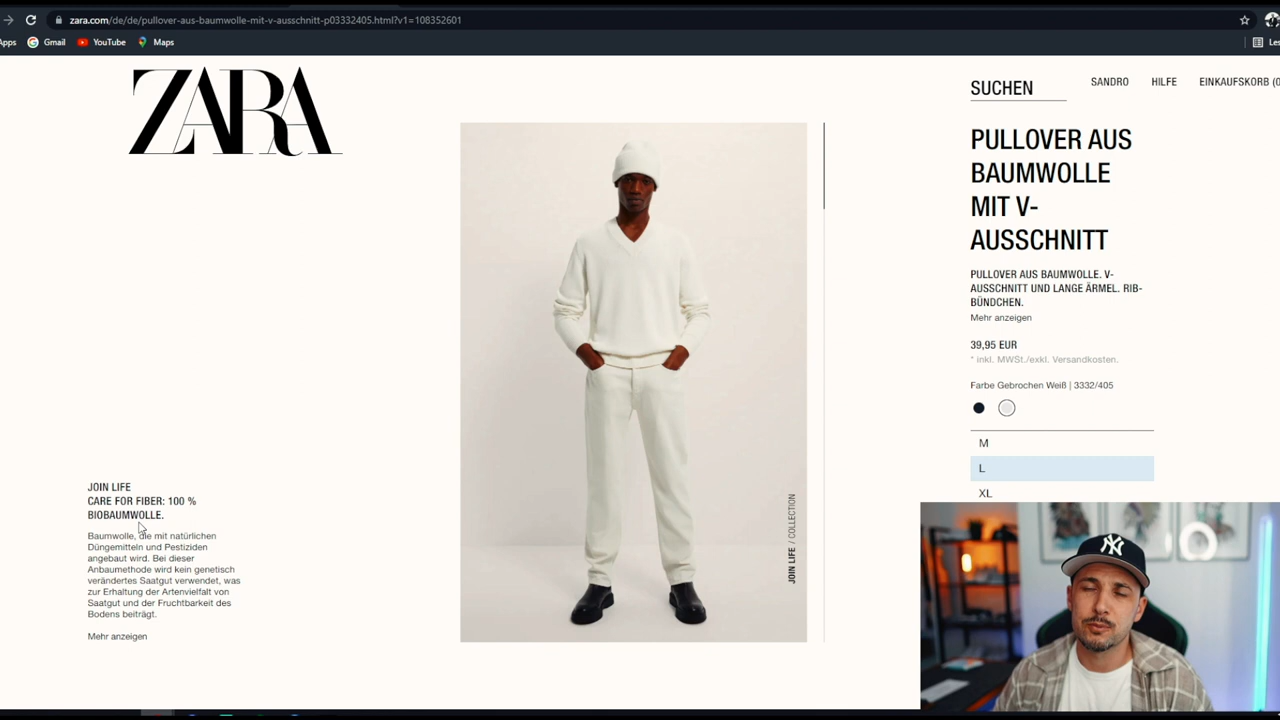 zara.com/de/de/pullover-aus-baumwolle-mit-v-ausschnitt-p03332405.html?v1=108352601
Apps Gmail YouTube Maps
ZARA
SUCHEN
SANDRO
HILFE
EINKAUFSKORB (0
PULLOVER AUS
BAUMWOLLE
MIT V-
AUSSCHNITT
PULLOVER AUS BAUMWOLLE. V-
AUSSCHNITT UND LANGE ÄRMEL. RIB-
BÜNDCHEN.
Mehr anzeigen
39,95 EUR
* inkl. MWSt./exkl. Versandkosten.
Farbe Gebrochen Weiß | 3332/405
M
L
XL
JOIN LIFE
CARE FOR FIBER: 100 %
BIOBAUMWOLLE.
Baumwolle, die mit natürlichen
Düngemitteln und Pestiziden
angebaut wird. Bei dieser
Anbaumethode wird kein genetisch
verändertes Saatgut verwendet, was
zur Erhaltung der Artenvielfalt von
Saatgut und der Fruchtbarkeit des
Bodens beiträgt.
Mehr anzeigen
JOIN LIFE / COLLECTION
NY